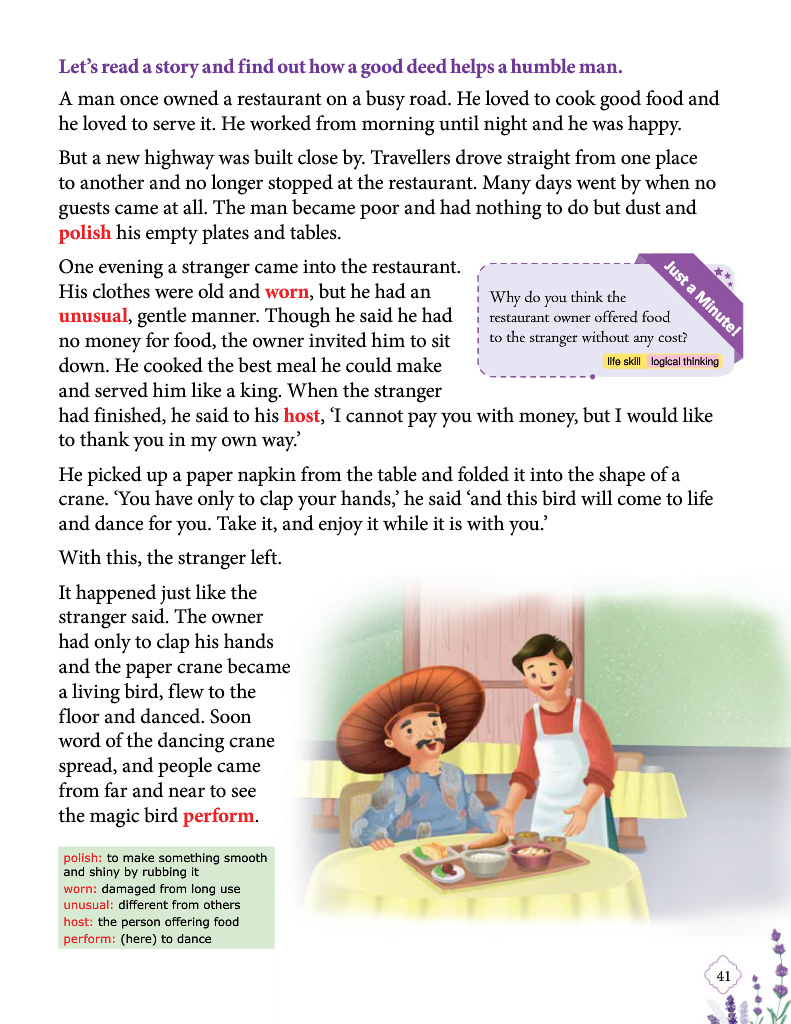 Let's read a story and find out how a good deed helps a humble man.
A man once owned a restaurant on a busy road. He loved to cook good food and
he loved to serve it. He worked from morning until night and he was happy.
But a new highway was built close by. Travellers drove straight from one place
to another and no longer stopped at the restaurant. Many days went by when no
guests came at all. The man became poor and had nothing to do but dust and
polish his empty plates and tables.
One evening a stranger came into the restaurant.
His clothes were old and worn, but he had an
unusual, gentle manner. Though he said he had
no money for food, the owner invited him to sit
down. He cooked the best meal he could make
and served him like a king. When the stranger
had finished, he said to his host, ‘I cannot pay you with money, but I would like
to thank you in my own way.’
Just a Minute!
Why do you think the
restaurant owner offered food
to the stranger without any cost?
life skill logical thinking
He picked up a paper napkin from the table and folded it into the shape of a
crane. ‘You have only to clap your hands,’ he said ‘and this bird will come to life
and dance for you. Take it, and enjoy it while it is with you.’
With this, the stranger left.
It happened just like the
stranger said. The owner
had only to clap his hands
and the paper crane became
a living bird, flew to the
floor and danced. Soon
word of the dancing crane
spread, and people came
from far and near to see
the magic bird perform.
polish: to make something smooth
and shiny by rubbing it
worn: damaged from long use
unusual: different from others
host: the person offering food
perform: (here) to dance
41